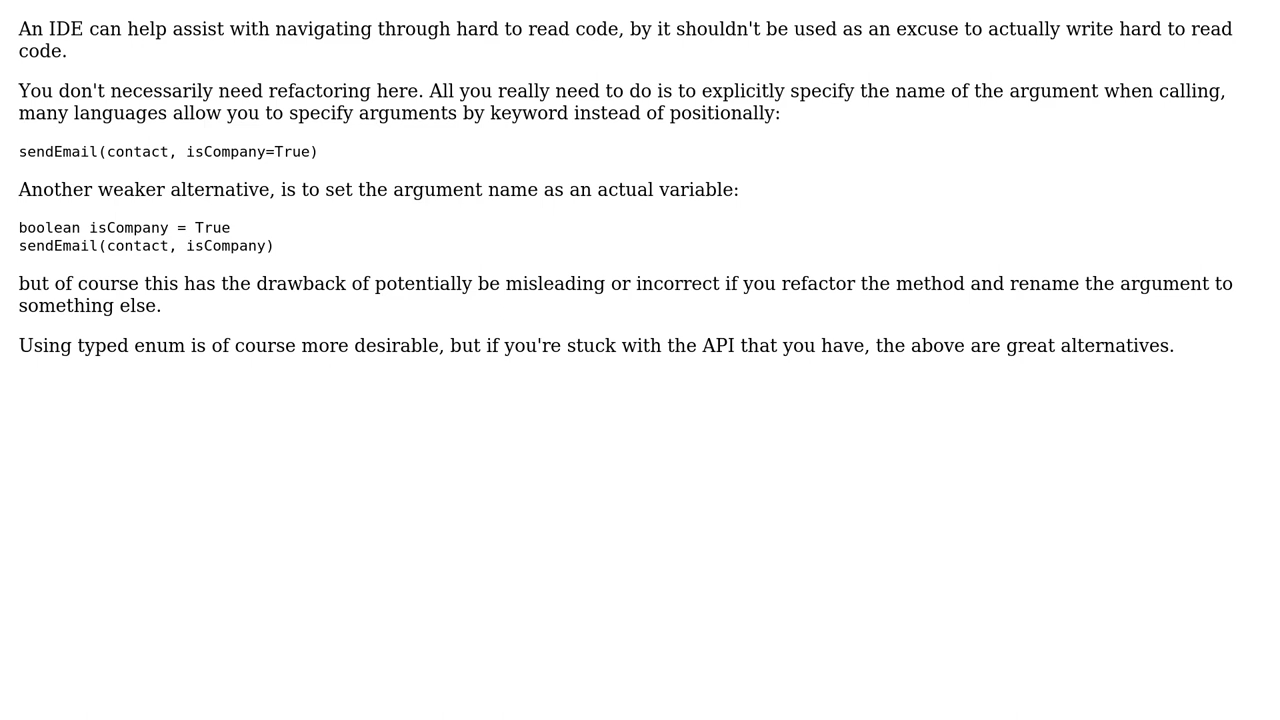 An IDE can help assist with navigating through hard to read code, by it shouldn't be used as an excuse to actually write hard to read
code.
You don't necessarily need refactoring here. All you really need to do is to explicitly specify the name of the argument when calling,
many languages allow you to specify arguments by keyword instead of positionally:
sendEmail(contact, isCompany=True)
Another weaker alternative, is to set the argument name as an actual variable:
boolean isCompany = True
sendEmail(contact, isCompany)
but of course this has the drawback of potentially be misleading or incorrect if you refactor the method and rename the argument to
something else.
Using typed enum is of course more desirable, but if you're stuck with the API that you have, the above are great alternatives.